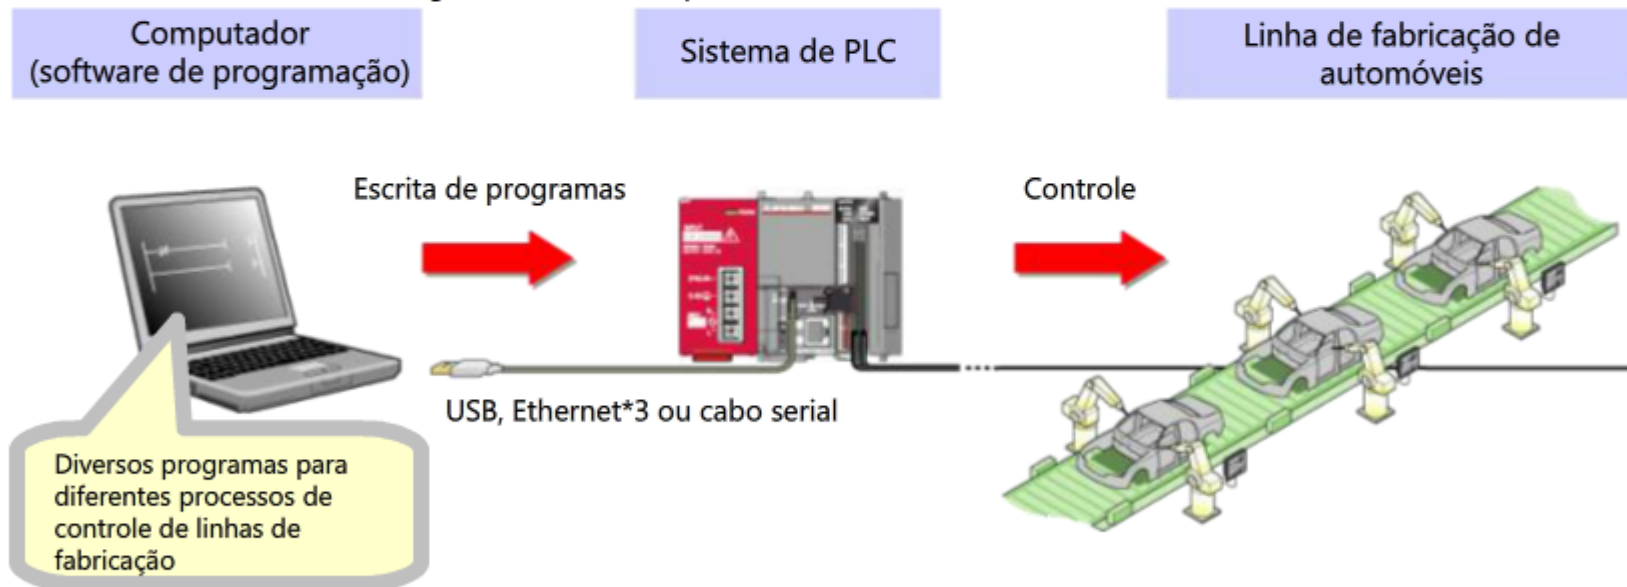 Computador
(software de programação)
Sistema de PLC
Linha de fabricação de
automóveis
Escrita de programas
Controle
USB, Ethernet*3 ou cabo serial
Diversos programas para
diferentes processos de
controle de linhas de
fabricação